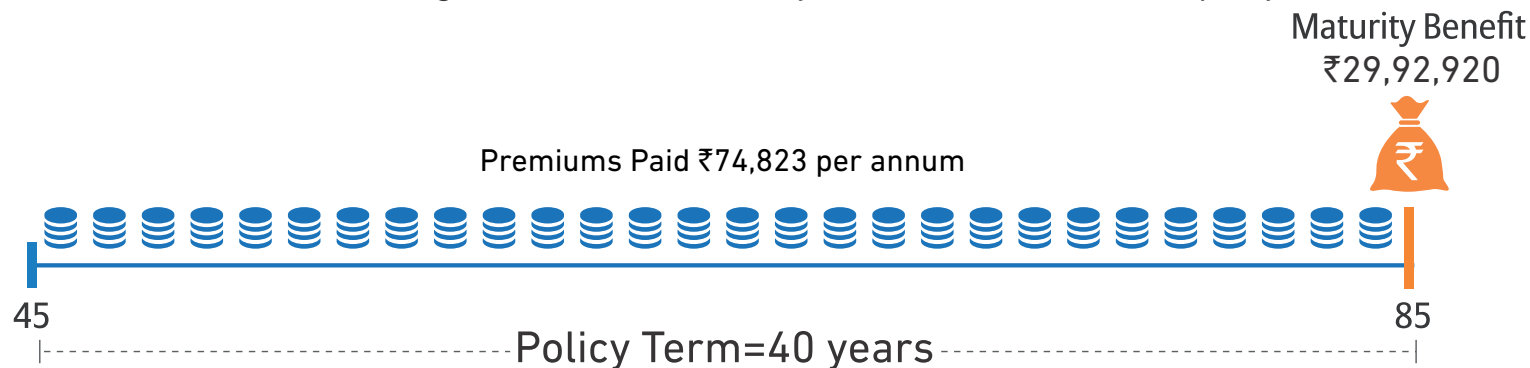 Maturity Benefit
₹29,92,920
₹
Premiums Paid ₹74,823 per annum
45
85
Policy Term=40 years